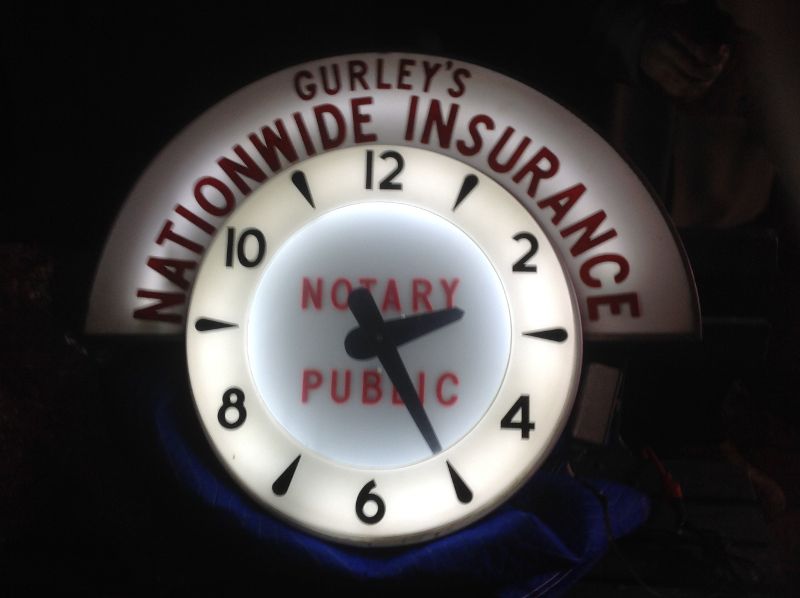 GURLEY'S
NATIONWIDE INSURANCE
12
10
2
NOTARY
PUBLIC
8
4
6